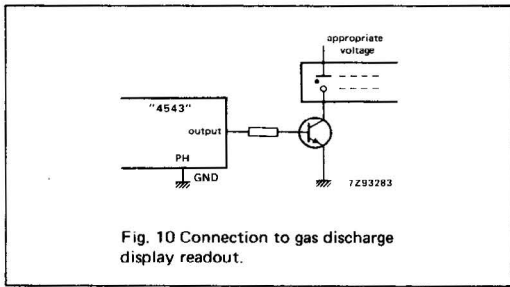 appropriate
voltage
"4543"
output
PH
GND
7Z93283
Fig. 10 Connection to gas discharge
display readout.